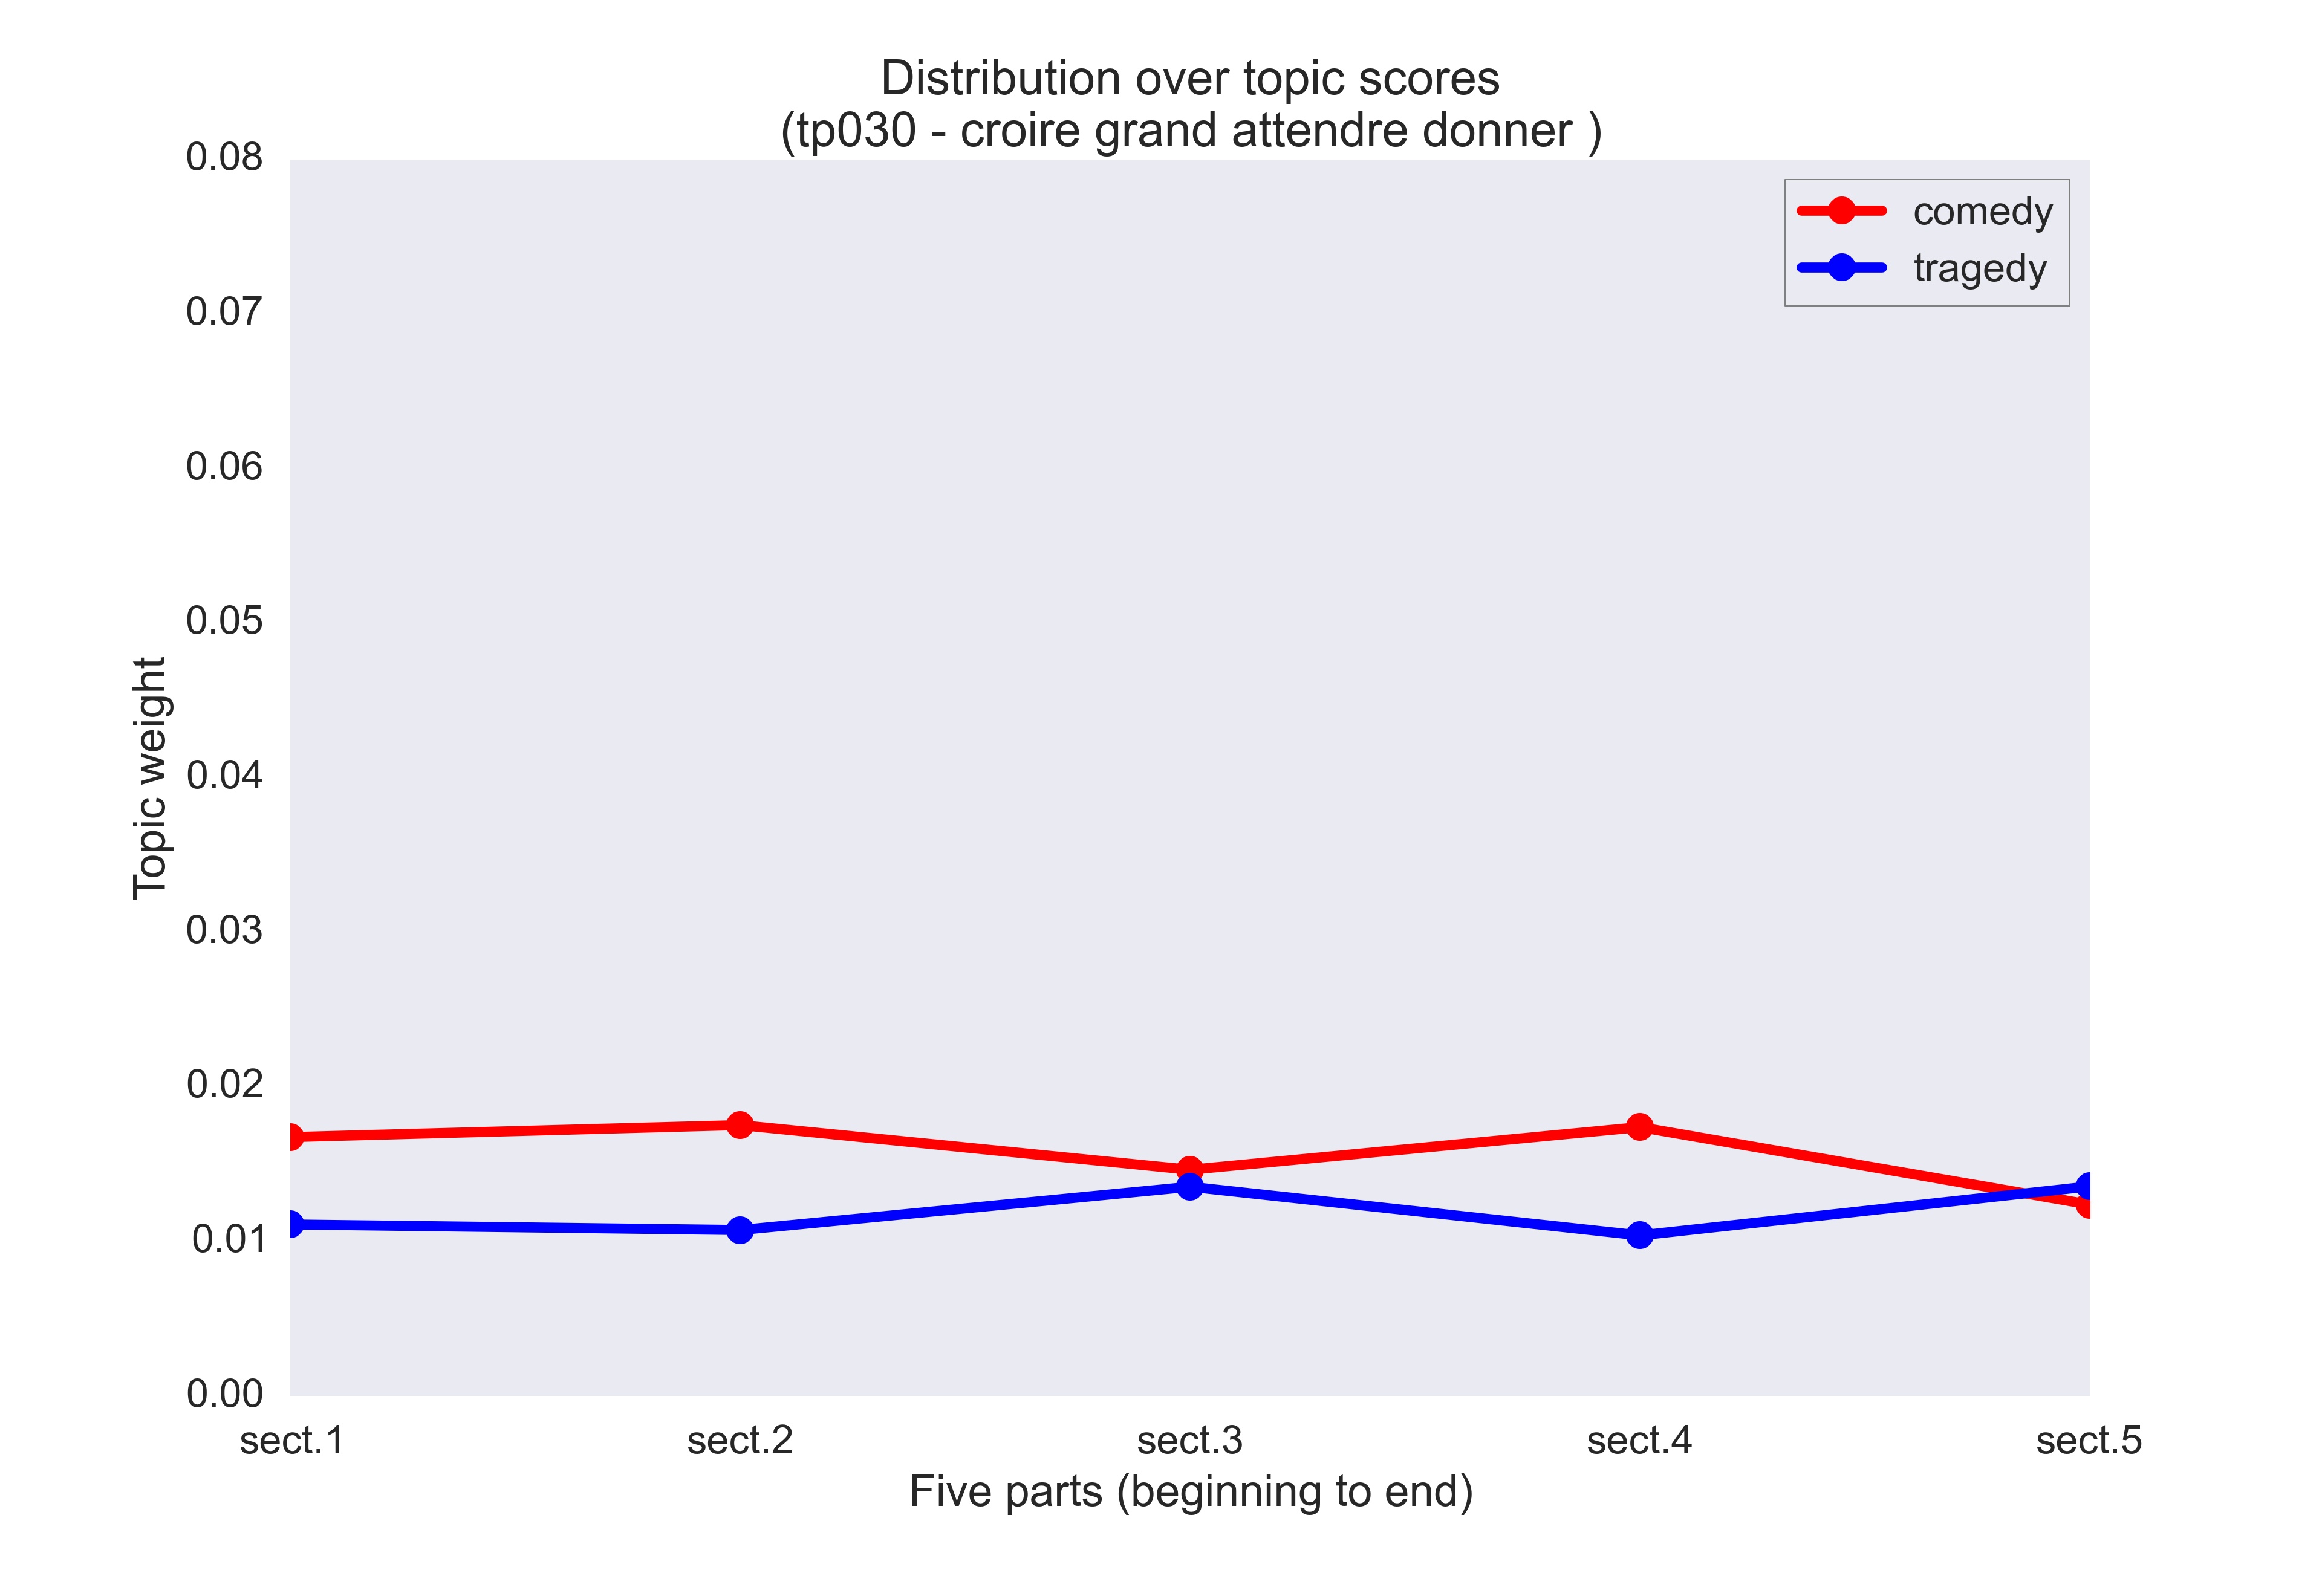 Distribution over topic scores
(tp030 - croire grand attendre donner )
0.08
0.07
0.06
0.05
0.04
0.03
0.02
0.01
0.00
Topic weight
comedy
tragedy
sect.1
sect.2
sect.3
sect.4
sect.5
Five parts (beginning to end)